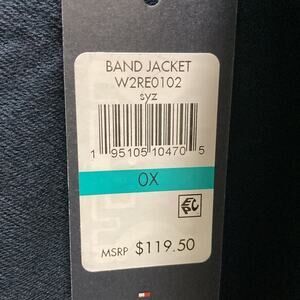 BAND JACKET
W2RE0102
syz
1 95105 10470 5
0X
MSRP $119.50